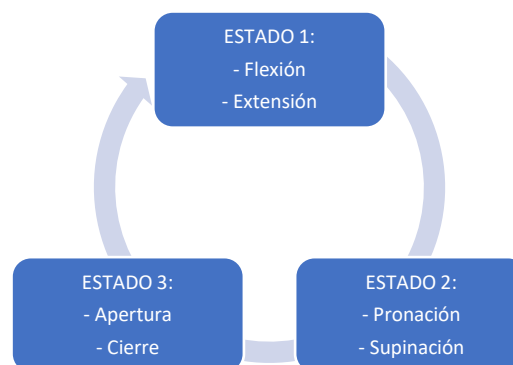 ESTADO 1:
- Flexión
- Extensión
ESTADO 3:
- Apertura
- Cierre
ESTADO 2:
- Pronación
- Supinación